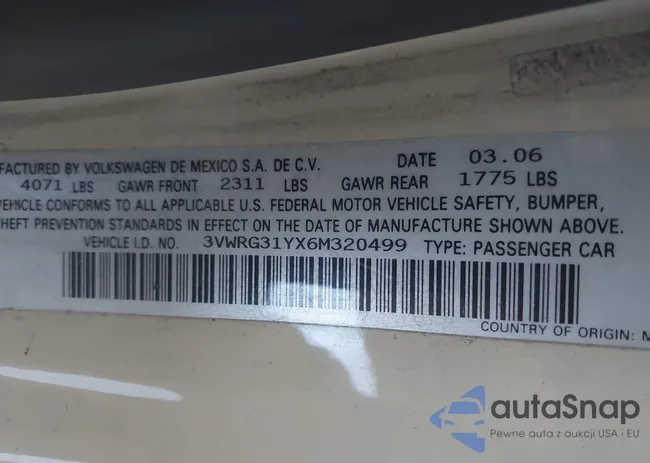 FACTURED BY VOLKSWAGEN DE MEXICO S.A. DE C.V. DATE 03.06
4071 LBS GAWR FRONT 2311 LBS GAWR REAR 1775 LBS
VEHICLE CONFORMS TO ALL APPLICABLE U.S. FEDERAL MOTOR VEHICLE SAFETY, BUMPER,
HEFT PREVENTION STANDARDS IN EFFECT ON THE DATE OF MANUFACTURE SHOWN ABOVE.
VEHICLE I.D. NO. 3VWRG31YX6M320499 TYPE: PASSENGER CAR
COUNTRY OF ORIGIN: M
autaSnap
Pewne auta z aukcji USA i EU